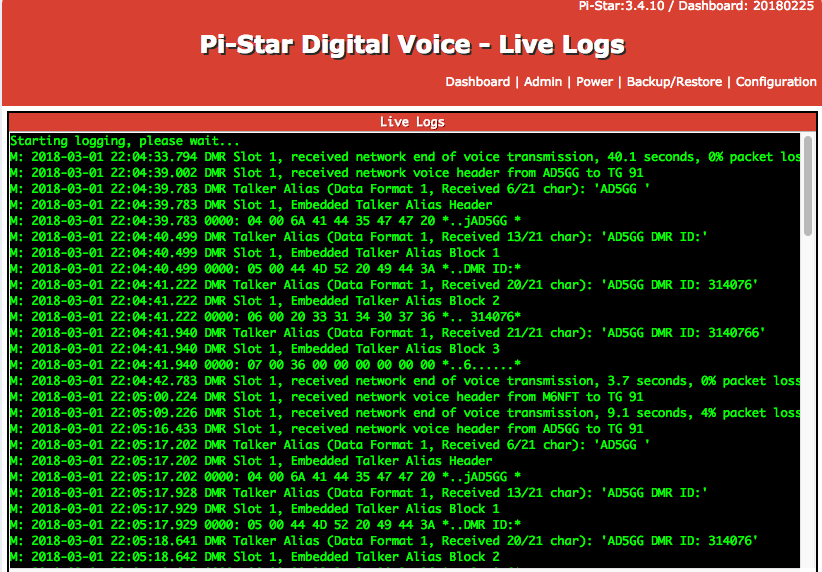 Pi-Star:3.4.10 / Dashboard: 20180225
Pi-Star Digital Voice - Live Logs
Dashboard | Admin | Power | Backup/Restore | Configuration
Live Logs
Starting logging, please wait...
M: 2018-03-01 22:04:33.794 DMR Slot 1, received network end of voice transmission, 40.1 seconds, 0% packet los
M: 2018-03-01 22:04:39.002 DMR Slot 1, received network voice header from AD5GG to TG 91
M: 2018-03-01 22:04:39.783 DMR Talker Alias (Data Format 1, Received 6/21 char): 'AD5GG '
M: 2018-03-01 22:04:39.783 DMR Slot 1, Embedded Talker Alias Header
M: 2018-03-01 22:04:39.783 0000: 04 00 6A 41 44 35 47 47 20 *..jAD5GG *
M: 2018-03-01 22:04:40.499 DMR Talker Alias (Data Format 1, Received 13/21 char): 'AD5GG DMR ID:'
M: 2018-03-01 22:04:40.499 DMR Slot 1, Embedded Talker Alias Block 1
M: 2018-03-01 22:04:40.499 0000: 05 00 44 4D 52 20 49 44 3A *..DMR ID:*
M: 2018-03-01 22:04:41.222 DMR Talker Alias (Data Format 1, Received 20/21 char): 'AD5GG DMR ID: 314076'
M: 2018-03-01 22:04:41.222 DMR Slot 1, Embedded Talker Alias Block 2
M: 2018-03-01 22:04:41.222 0000: 06 00 20 33 31 34 30 37 36 *.. 314076*
M: 2018-03-01 22:04:41.940 DMR Talker Alias (Data Format 1, Received 21/21 char): 'AD5GG DMR ID: 3140766'
M: 2018-03-01 22:04:41.940 DMR Slot 1, Embedded Talker Alias Block 3
M: 2018-03-01 22:04:41.940 0000: 07 00 36 00 00 00 00 00 00 *..6......*
M: 2018-03-01 22:04:42.783 DMR Slot 1, received network end of voice transmission, 3.7 seconds, 0% packet loss
M: 2018-03-01 22:05:00.224 DMR Slot 1, received network voice header from M6NFT to TG 91
M: 2018-03-01 22:05:09.226 DMR Slot 1, received network end of voice transmission, 9.1 seconds, 4% packet loss
M: 2018-03-01 22:05:16.433 DMR Slot 1, received network voice header from AD5GG to TG 91
M: 2018-03-01 22:05:17.202 DMR Talker Alias (Data Format 1, Received 6/21 char): 'AD5GG '
M: 2018-03-01 22:05:17.202 DMR Slot 1, Embedded Talker Alias Header
M: 2018-03-01 22:05:17.202 0000: 04 00 6A 41 44 35 47 47 20 *..jAD5GG *
M: 2018-03-01 22:05:17.928 DMR Talker Alias (Data Format 1, Received 13/21 char): 'AD5GG DMR ID:'
M: 2018-03-01 22:05:17.929 DMR Slot 1, Embedded Talker Alias Block 1
M: 2018-03-01 22:05:17.929 0000: 05 00 44 4D 52 20 49 44 3A *..DMR ID:*
M: 2018-03-01 22:05:18.641 DMR Talker Alias (Data Format 1, Received 20/21 char): 'AD5GG DMR ID: 314076'
M: 2018-03-01 22:05:18.642 DMR Slot 1, Embedded Talker Alias Block 2